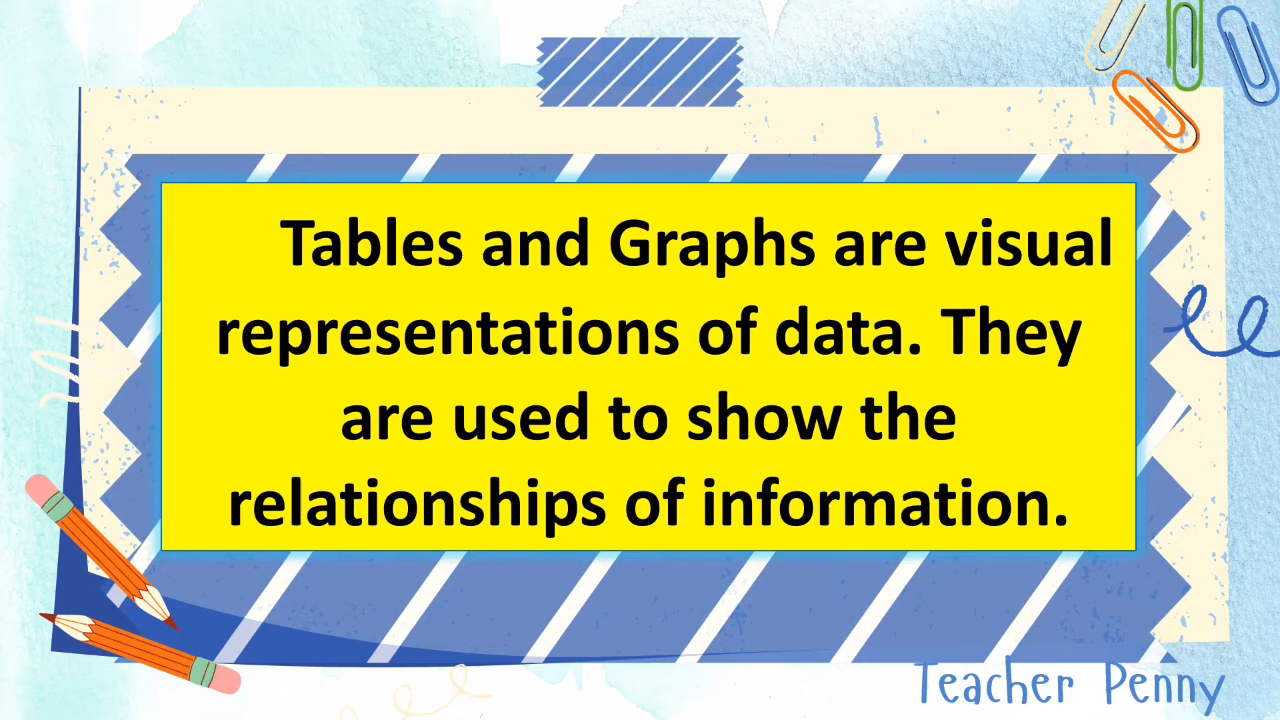 Tables and Graphs are visual
representations of data. They
are used to show the
relationships of information.
Teacher Penny